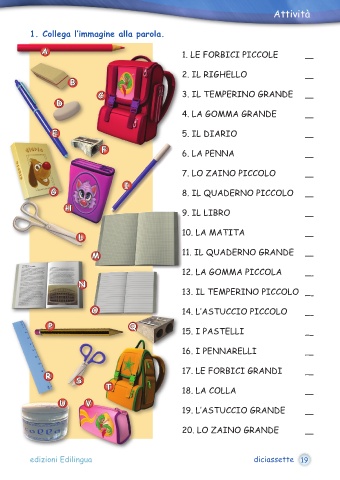 Attività
1. Collega l'immagine alla parola.
A
B
C
D
E
F
diario
G
H
I
L
M
N
O
P
Q
R
S
T
U
V
1. LE FORBICI PICCOLE __
2. IL RIGHELLO __
3. IL TEMPERINO GRANDE __
4. LA GOMMA GRANDE __
5. IL DIARIO __
6. LA PENNA __
7. LO ZAINO PICCOLO __
8. IL QUADERNO PICCOLO __
9. IL LIBRO __
10. LA MATITA __
11. IL QUADERNO GRANDE __
12. LA GOMMA PICCOLA __
13. IL TEMPERINO PICCOLO __
14. L'ASTUCCIO PICCOLO __
15. I PASTELLI __
16. I PENNARELLI __
17. LE FORBICI GRANDI __
18. LA COLLA __
19. L'ASTUCCIO GRANDE __
20. LO ZAINO GRANDE __
edizioni Edilingua
diciassette 19